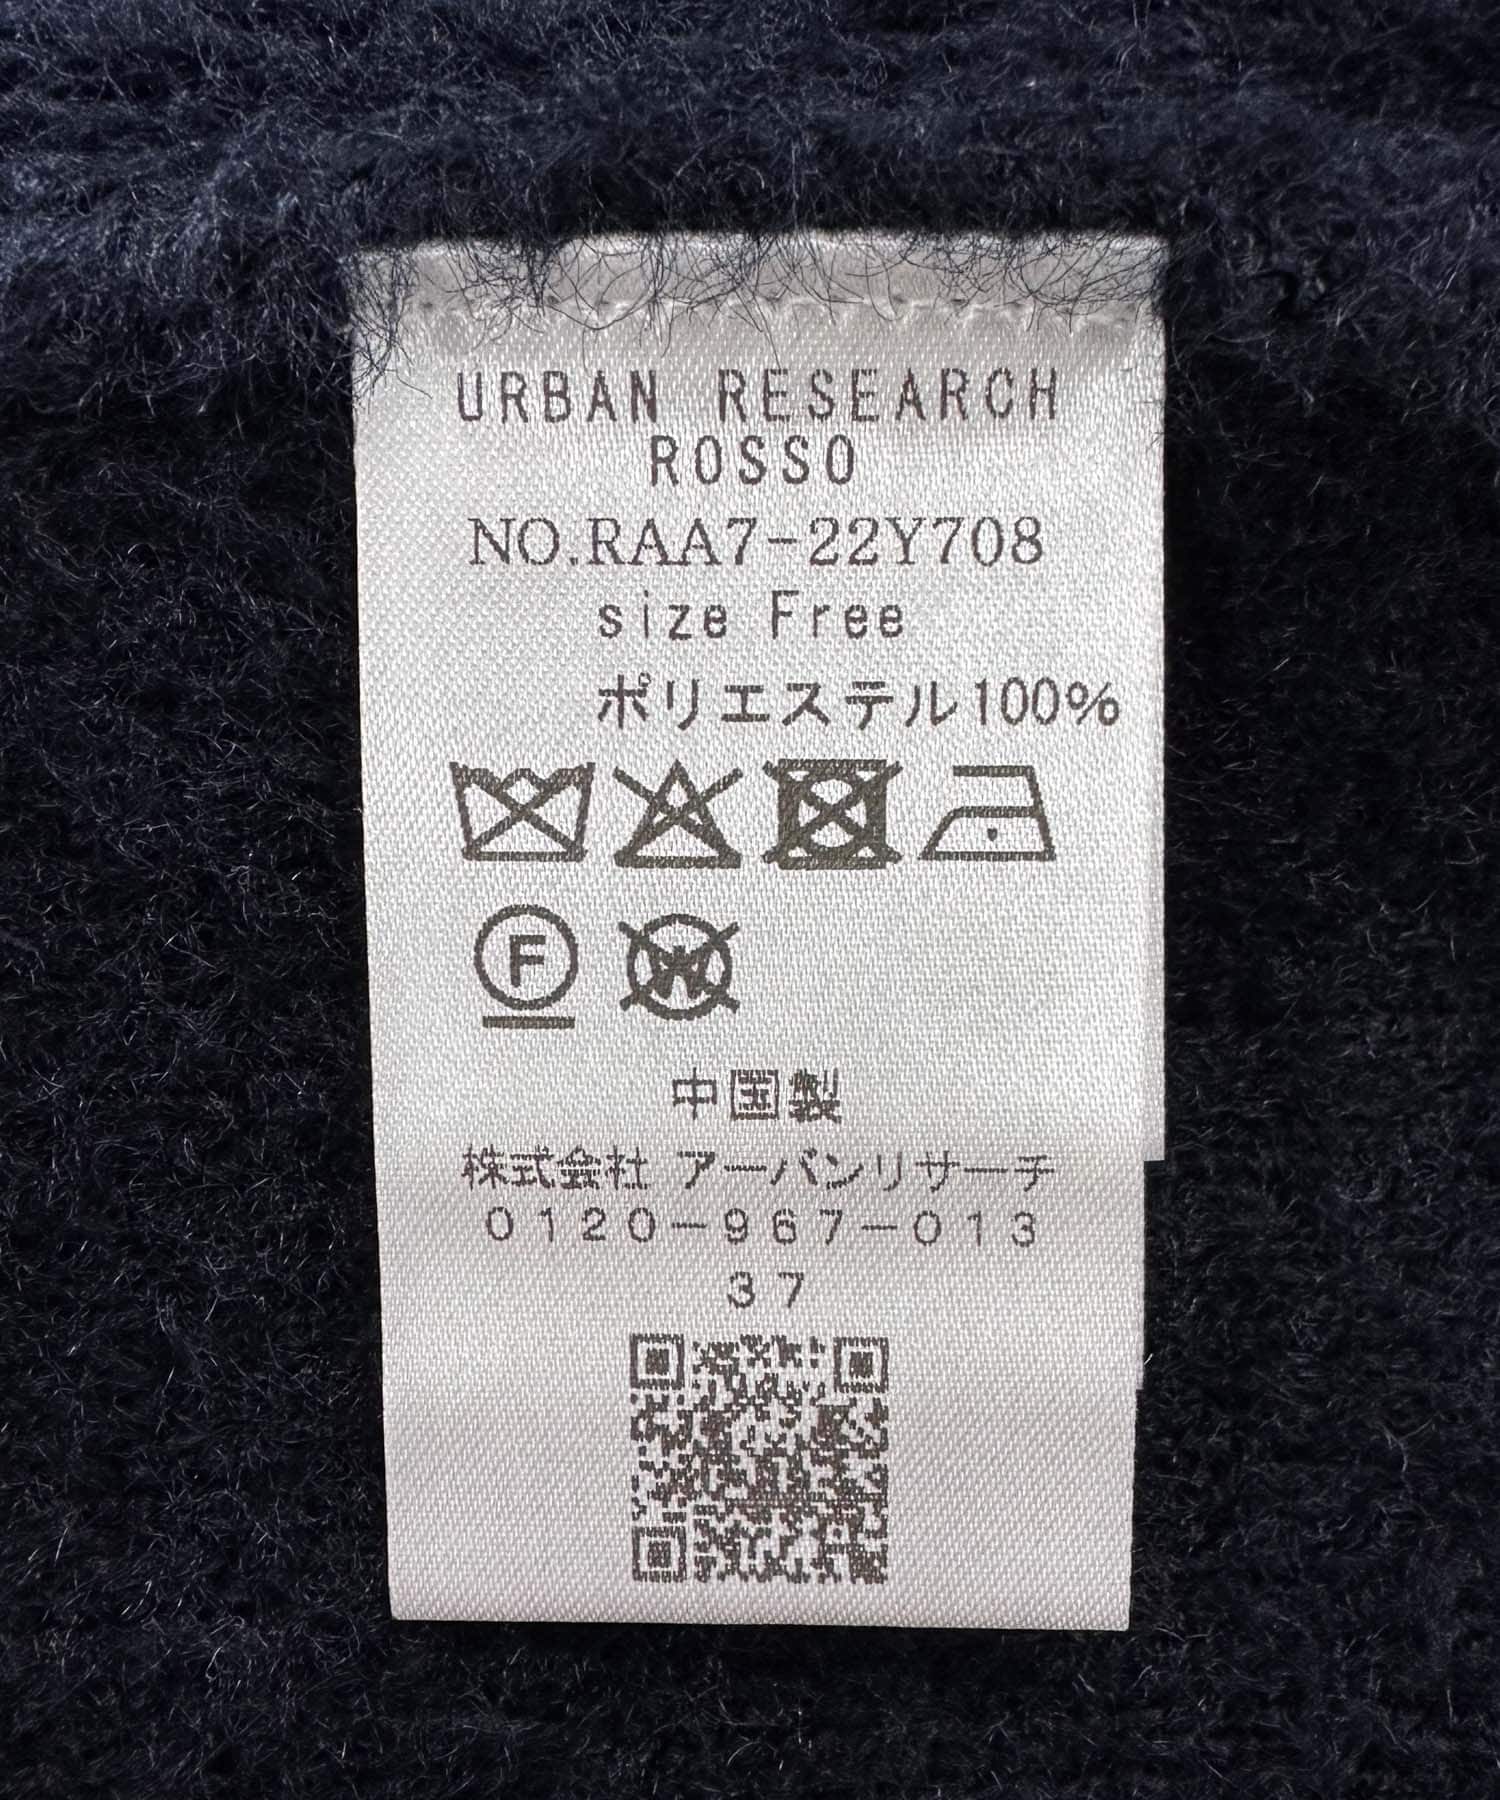 URBAN RESEARCH
ROSSO
NO.RAA7-22Y708
size Free
ポリエステル100%
F
W
中国製
株式会社 アーバンリサーチ
0120-967-013
37